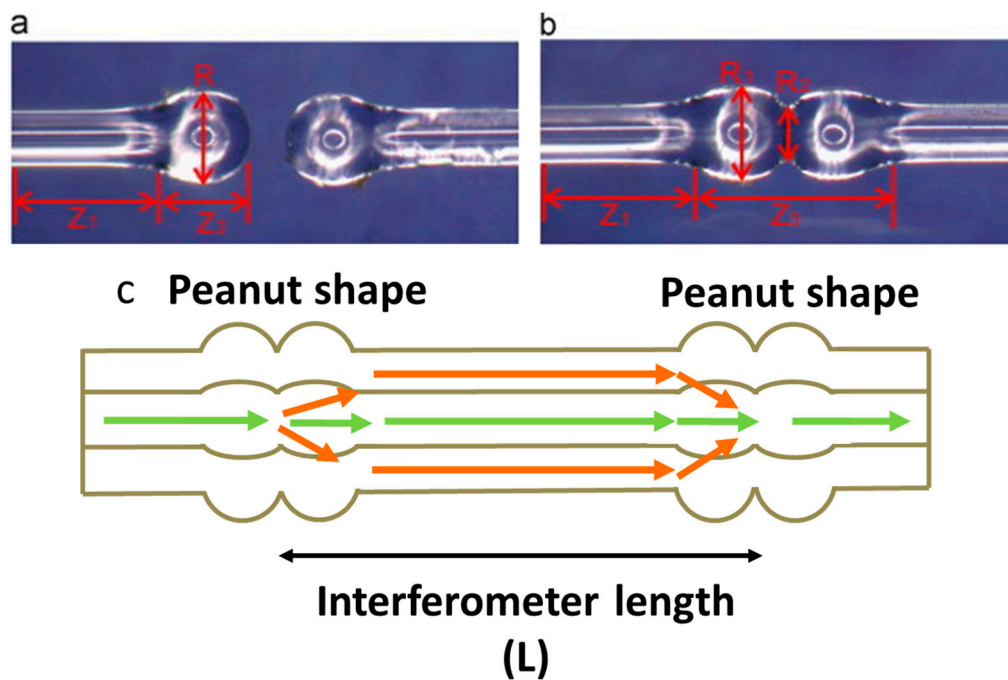 a
R
Z₁
Z₂
b
R₁
R₂
Z₁
Z₃
c
Peanut shape
Peanut shape
Interferometer length
(L)